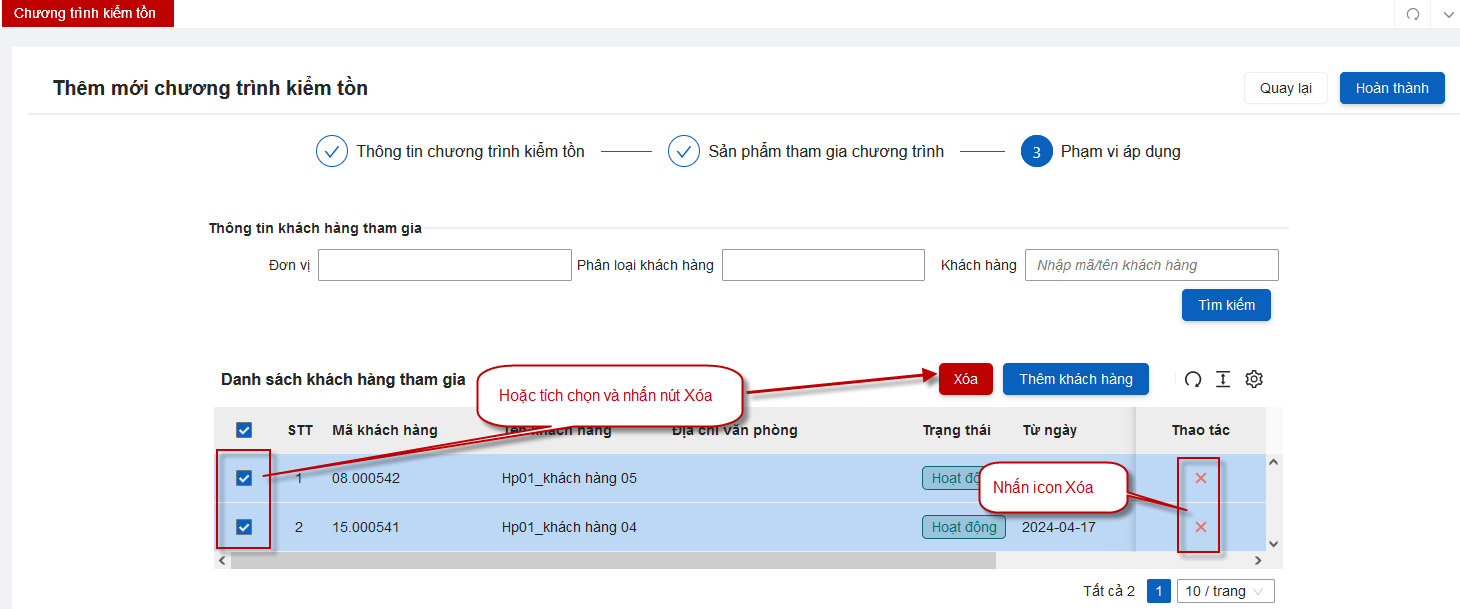 Chương trình kiểm tồn
Thêm mới chương trình kiểm tồn
Quay lại
Hoàn thành
Thông tin chương trình kiểm tồn
Sản phẩm tham gia chương trình
3 Phạm vi áp dụng
Thông tin khách hàng tham gia
Đơn vị
Phân loại khách hàng
Khách hàng
Nhập mã/tên khách hàng
Tìm kiếm
Danh sách khách hàng tham gia
Hoặc tích chọn và nhấn nút Xóa
Xóa
Thêm khách hàng
STT Mã khách hàng Tên khách hàng Địa chỉ văn phòng Trạng thái Từ ngày Thao tác
1 08.000542 Hp01_khách hàng 05 Hoạt độ
Nhấn icon Xóa
2 15.000541 Hp01_khách hàng 04 Hoạt động 2024-04-17
Tất cả 2 1 10 / trang